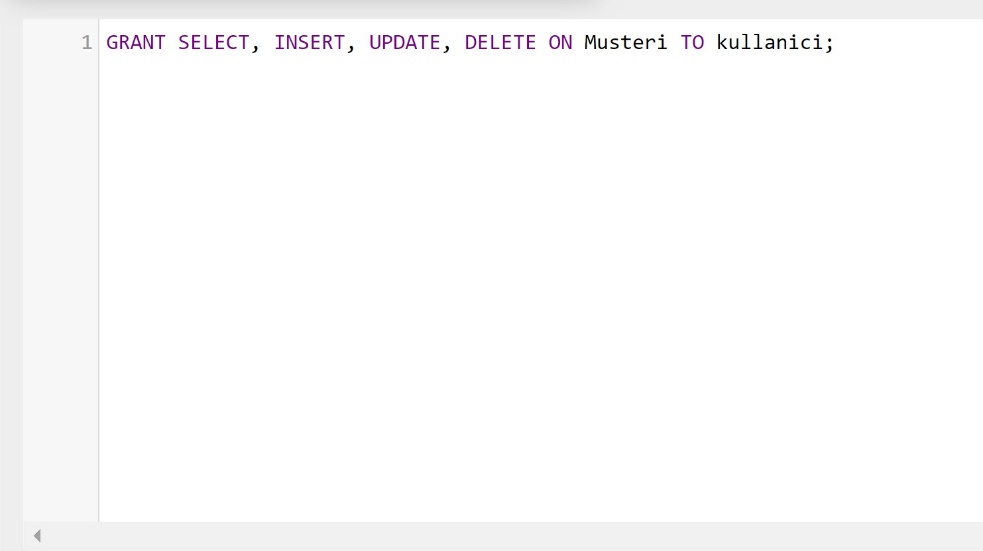 1 GRANT SELECT, INSERT, UPDATE, DELETE ON Musteri TO kullanici;